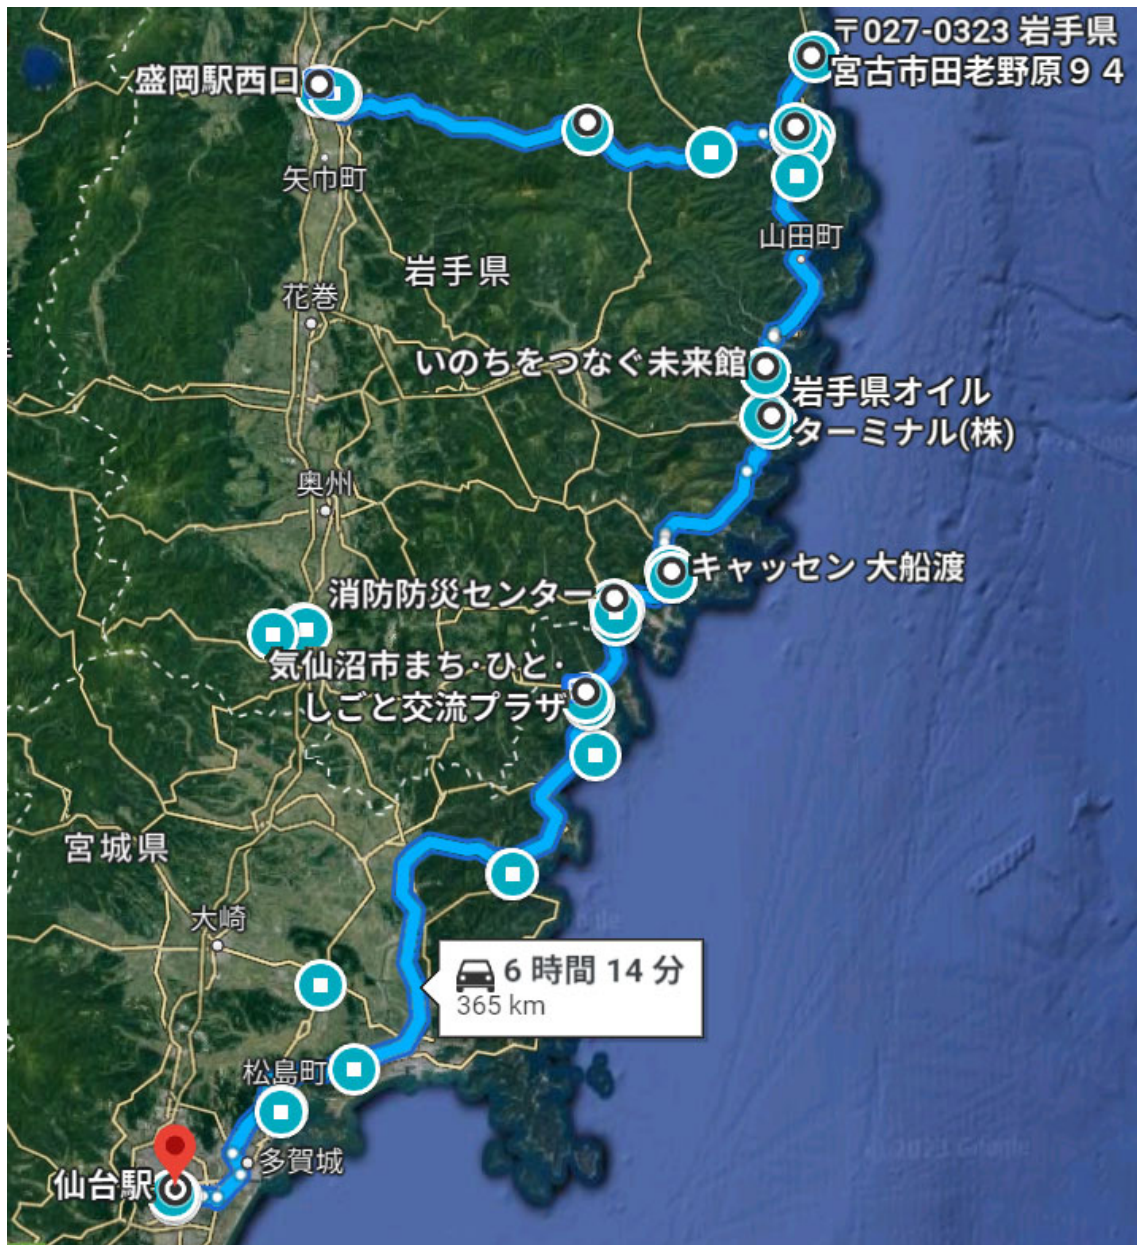 〒027-0323 岩手県
宮古市田老野原９４
盛岡駅西口
矢巾町
山田町
岩手県
花巻
いのちをつなぐ未来館
岩手県オイル
ターミナル(株)
奥州
キャッセン 大船渡
消防防災センター
気仙沼市まち・ひと・
しごと交流プラザ
宮城県
大崎
6 時間 14 分
365 km
松島町
多賀城
仙台駅